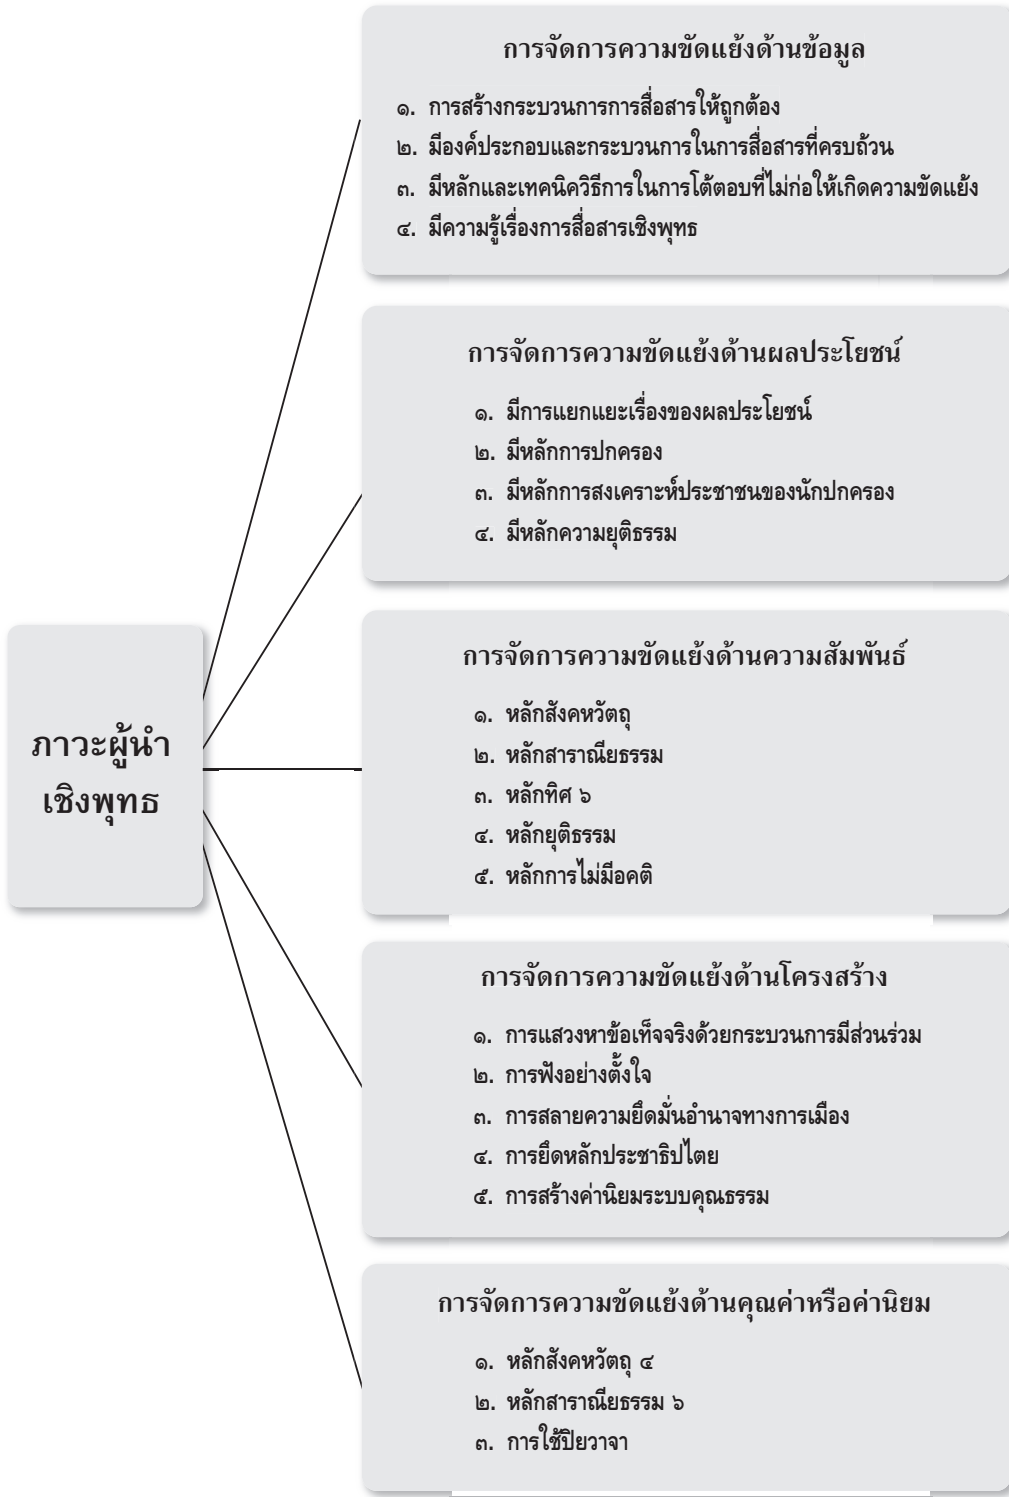 การจัดการความขัดแย้งด้านข้อมูล
๑. การสร้างกระบวนการการสื่อสารให้ถูกต้อง
๒. มีองค์ประกอบและกระบวนการในการสื่อสารที่ครบถ้วน
๓. มีหลักและเทคนิควิธีการในการโต้ตอบที่ไม่ก่อให้เกิดความขัดแย้ง
๔. มีความรู้เรื่องการสื่อสารเชิงพุทธ
การจัดการความขัดแย้งด้านผลประโยชน์
๑. มีการแยกแยะเรื่องของผลประโยชน์
๒. มีหลักการปกครอง
๓. มีหลักการสงเคราะห์ประชาชนของนักปกครอง
๔. มีหลักความยุติธรรม
ภาวะผู้นำ
เชิงพุทธ
การจัดการความขัดแย้งด้านความสัมพันธ์
๑. หลักสังคหวัตถุ
๒. หลักสาราณียธรรม
๓. หลักทิศ ๖
๔. หลักยุติธรรม
๕. หลักการไม่มีอคติ
การจัดการความขัดแย้งด้านโครงสร้าง
๑. การแสวงหาข้อเท็จจริงด้วยกระบวนการมีส่วนร่วม
๒. การฟังอย่างตั้งใจ
๓. การสลายความยึดมั่นอำนาจทางการเมือง
๔. การยึดหลักประชาธิปไตย
๕. การสร้างค่านิยมระบบคุณธรรม
การจัดการความขัดแย้งด้านคุณค่าหรือค่านิยม
๑. หลักสังคหวัตถุ ๔
๒. หลักสาราณียธรรม ๖
๓. การใช้ปิยวาจา